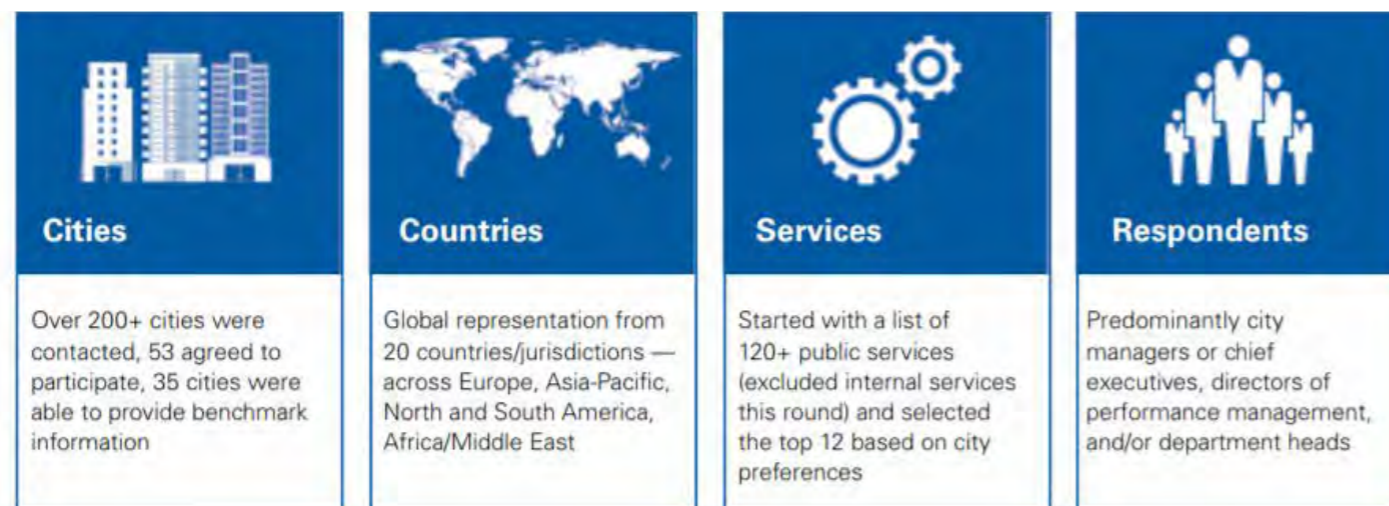 Cities
Over 200+ cities were
contacted, 53 agreed to
participate, 35 cities were
able to provide benchmark
information
Countries
Global representation from
20 countries/jurisdictions —
across Europe, Asia-Pacific,
North and South America,
Africa/Middle East
Services
Started with a list of
120+ public services
(excluded internal services
this round) and selected
the top 12 based on city
preferences
Respondents
Predominantly city
managers or chief
executives, directors of
performance management,
and/or department heads